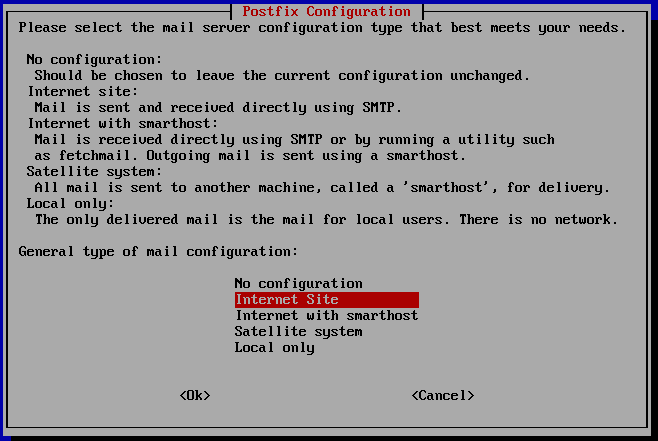 Postfix Configuration
Please select the mail server configuration type that best meets your needs.
No configuration:
Should be chosen to leave the current configuration unchanged.
Internet site:
Mail is sent and received directly using SMTP.
Internet with smarthost:
Mail is received directly using SMTP or by running a utility such
as fetchmail. Outgoing mail is sent using a smarthost.
Satellite system:
All mail is sent to another machine, called a 'smarthost', for delivery.
Local only:
The only delivered mail is the mail for local users. There is no network.
General type of mail configuration:
No configuration
Internet Site
Internet with smarthost
Satellite system
Local only
<Ok> <Cancel>